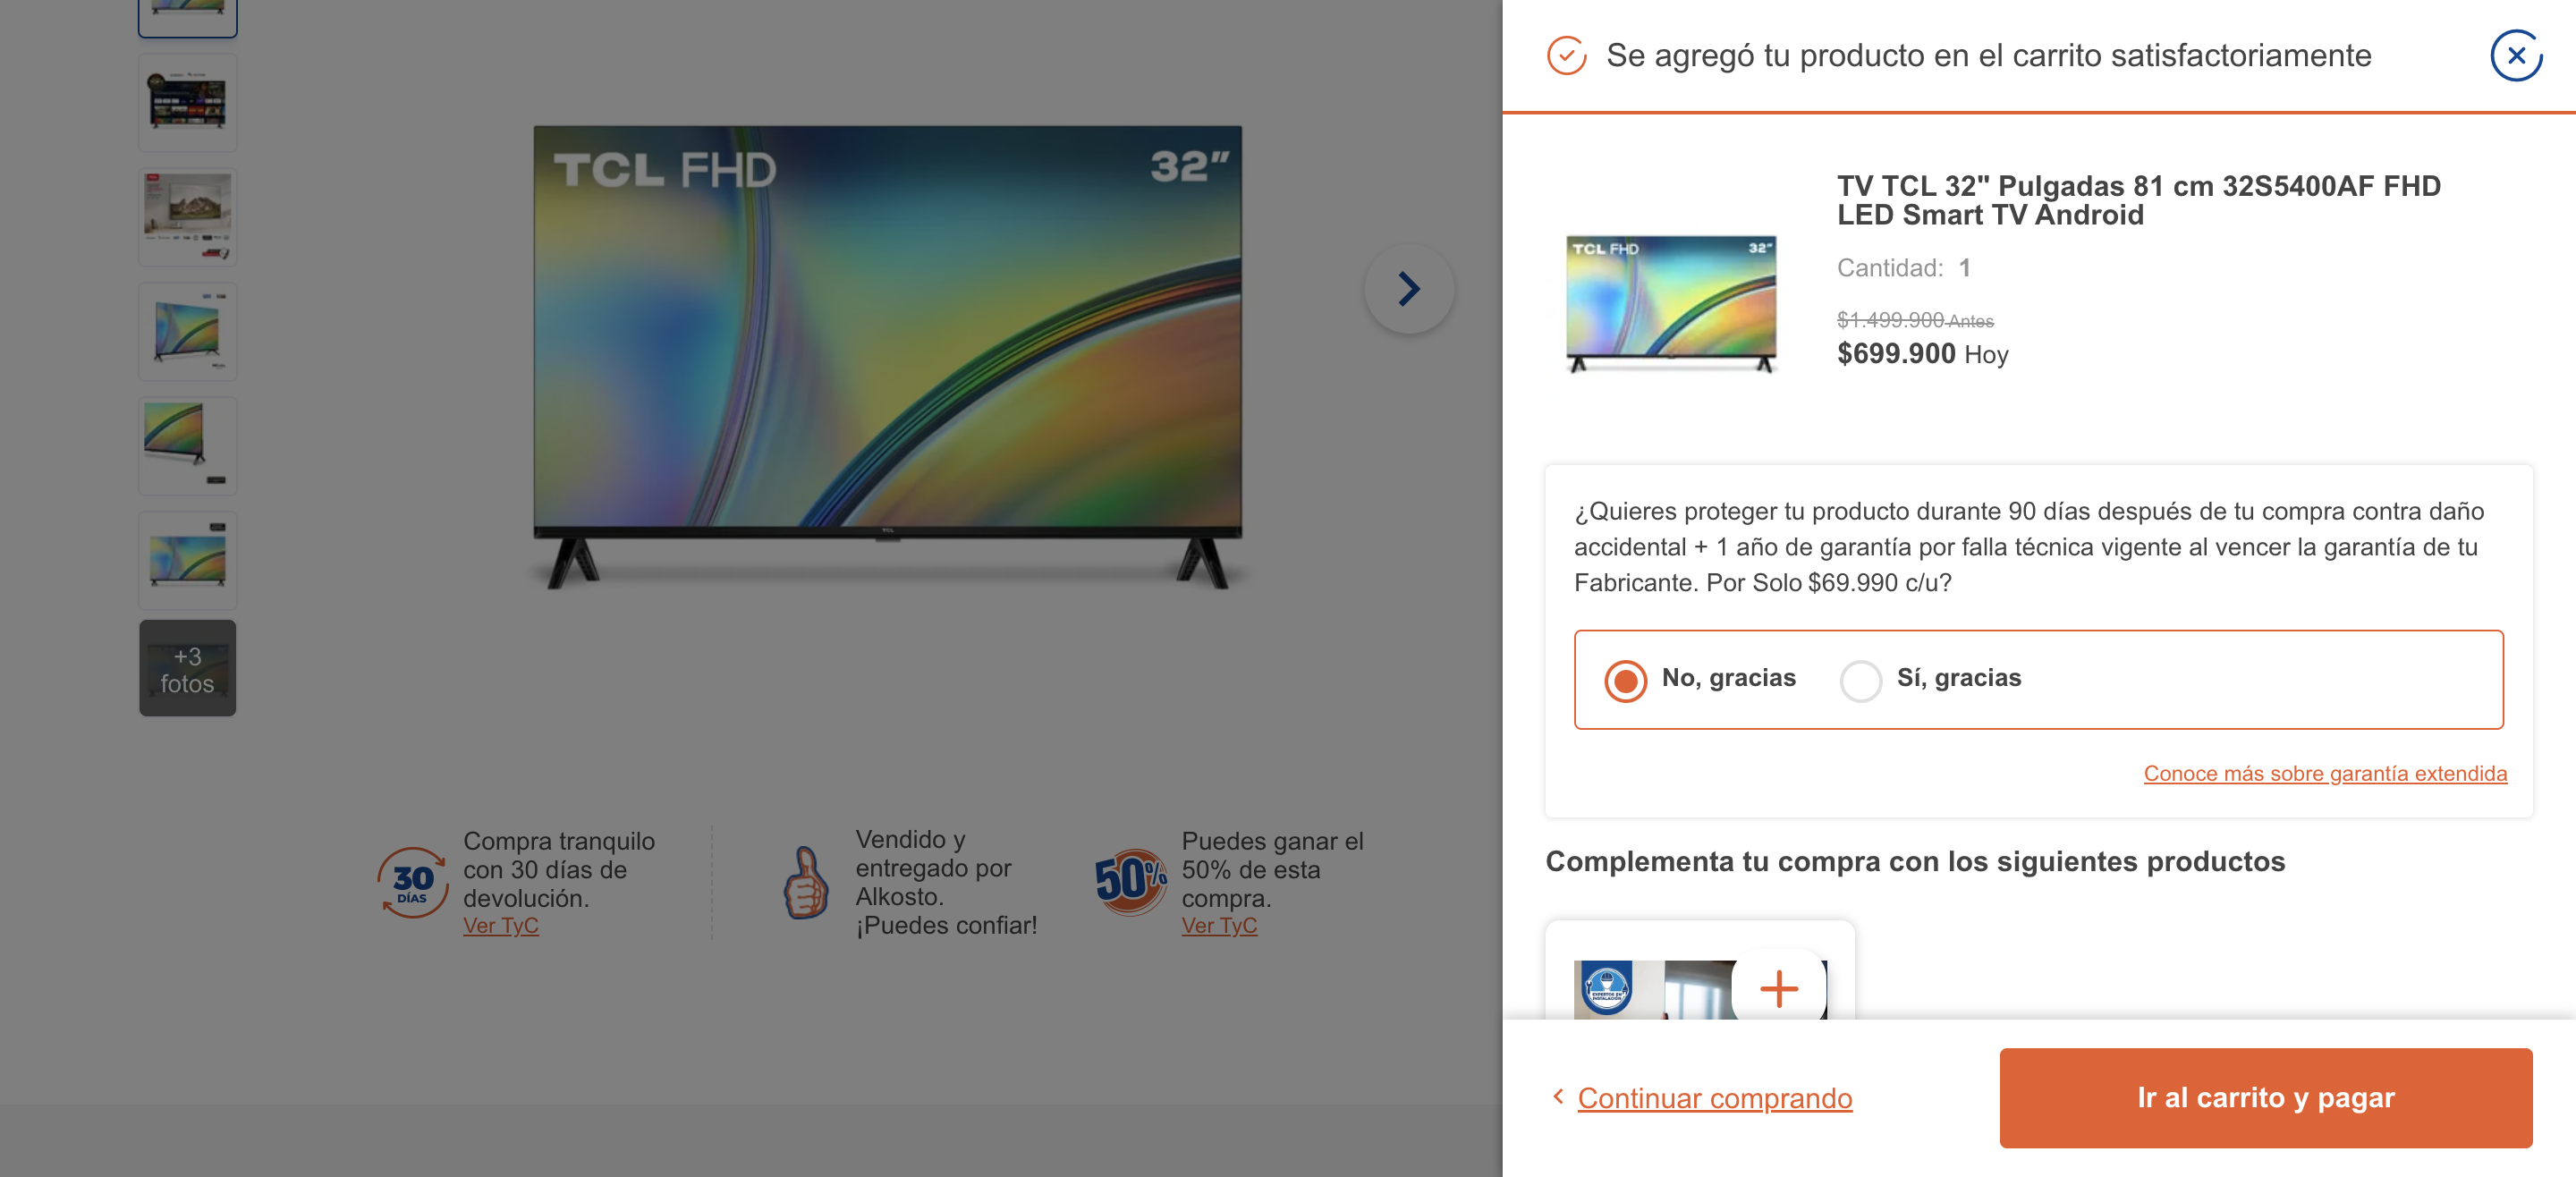 TCL FHD
32"
TCL
+3
fotos
30
DÍAS
Compra tranquilo
con 30 días de
devolución.
Ver TyC
Vendido y
entregado por
Alkosto.
¡Puedes confiar!
50%
Puedes ganar el
50% de esta
compra.
Ver TyC
Se agregó tu producto en el carrito satisfactoriamente
TCL FHD
32"
TV TCL 32" Pulgadas 81 cm 32S5400AF FHD
LED Smart TV Android
Cantidad: 1
$1.499.900 Antes
$699.900 Hoy
¿Quieres proteger tu producto durante 90 días después de tu compra contra daño
accidental + 1 año de garantía por falla técnica vigente al vencer la garantía de tu
Fabricante. Por Solo $69.990 c/u?
No, gracias
Sí, gracias
Conoce más sobre garantía extendida
Complementa tu compra con los siguientes productos
EXPERTOS EN
INSTALACIÓN
Continuar comprando
Ir al carrito y pagar